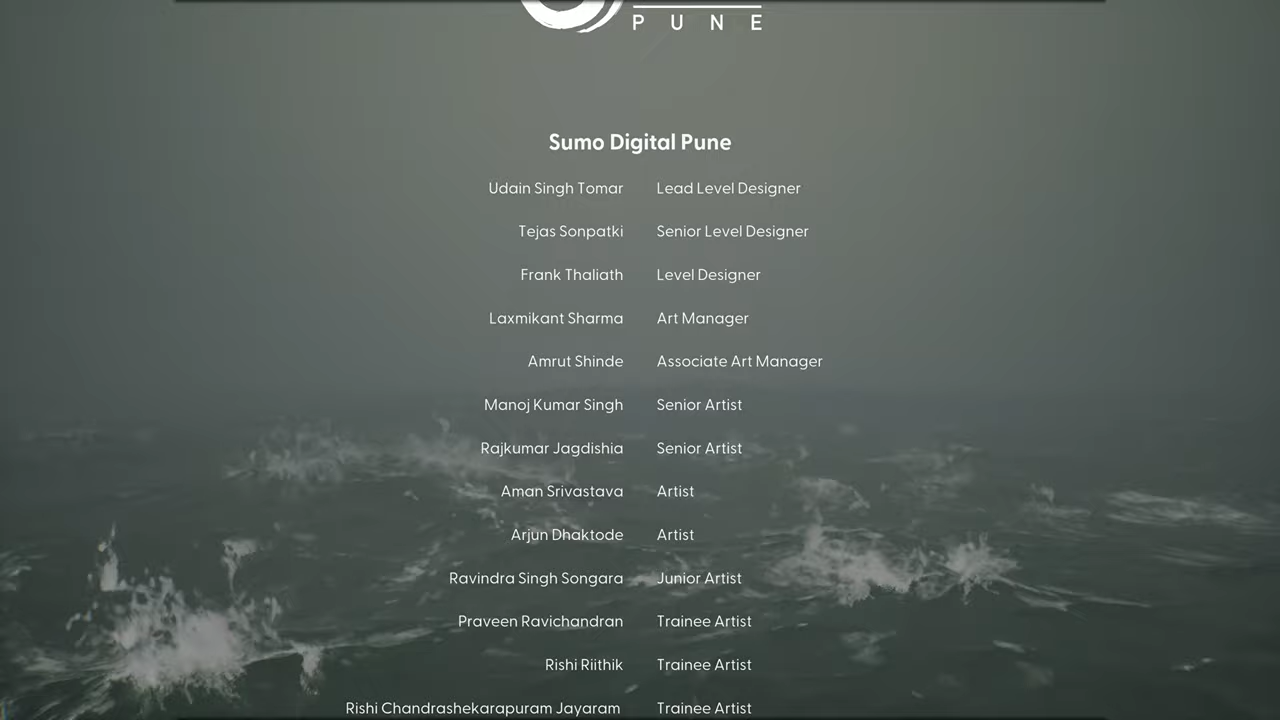 PUNE
Sumo Digital Pune
Udain Singh Tomar Lead Level Designer
Tejas Sonpatki Senior Level Designer
Frank Thaliath Level Designer
Laxmikant Sharma Art Manager
Amrut Shinde Associate Art Manager
Manoj Kumar Singh Senior Artist
Rajkumar Jagdishia Senior Artist
Aman Srivastava Artist
Arjun Dhaktode Artist
Ravindra Singh Songara Junior Artist
Praveen Ravichandran Trainee Artist
Rishi Riithik Trainee Artist
Rishi Chandrashekarapuram Jayaram Trainee Artist